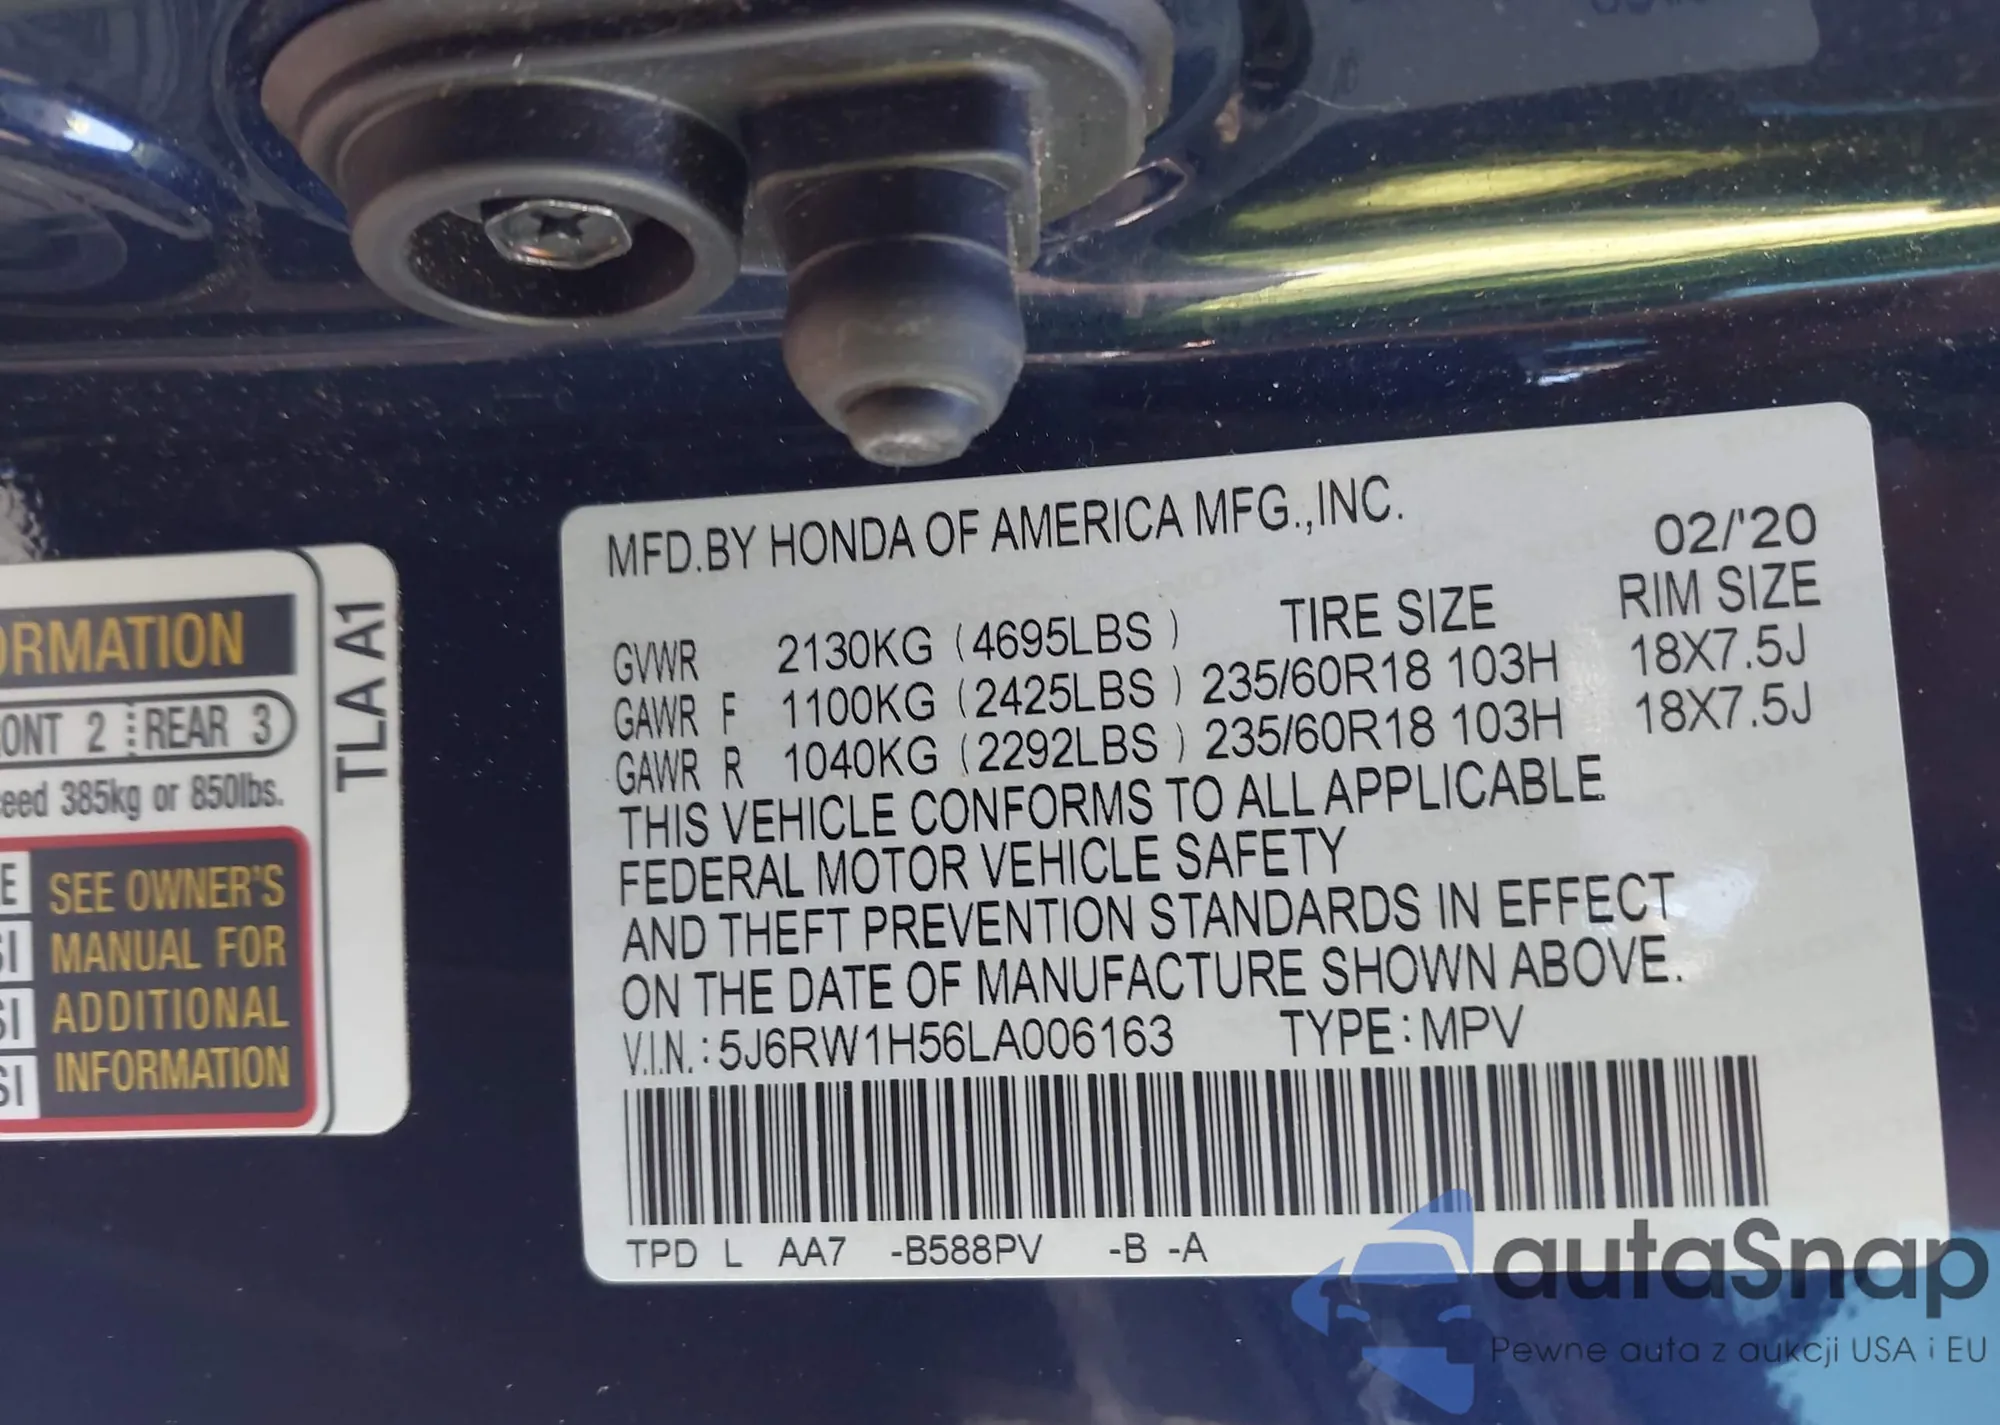 ORMATION
ONT 2 REAR 3
eed 385kg or 850lbs.
SEE OWNER'S
MANUAL FOR
ADDITIONAL
INFORMATION
TLA A1
MFD.BY HONDA OF AMERICA MFG.,INC.
02/'20
GVWR 2130KG (4695LBS) TIRE SIZE RIM SIZE
GAWR F 1100KG (2425LBS) 235/60R18 103H 18X7.5J
GAWR R 1040KG (2292LBS) 235/60R18 103H 18X7.5J
THIS VEHICLE CONFORMS TO ALL APPLICABLE
FEDERAL MOTOR VEHICLE SAFETY
AND THEFT PREVENTION STANDARDS IN EFFECT
ON THE DATE OF MANUFACTURE SHOWN ABOVE.
V.I.N.:5J6RW1H56LA006163 TYPE:MPV
TPD L AA7 -B588PV -B -A
autaSnap
Pewne auta z aukcji USA i EU